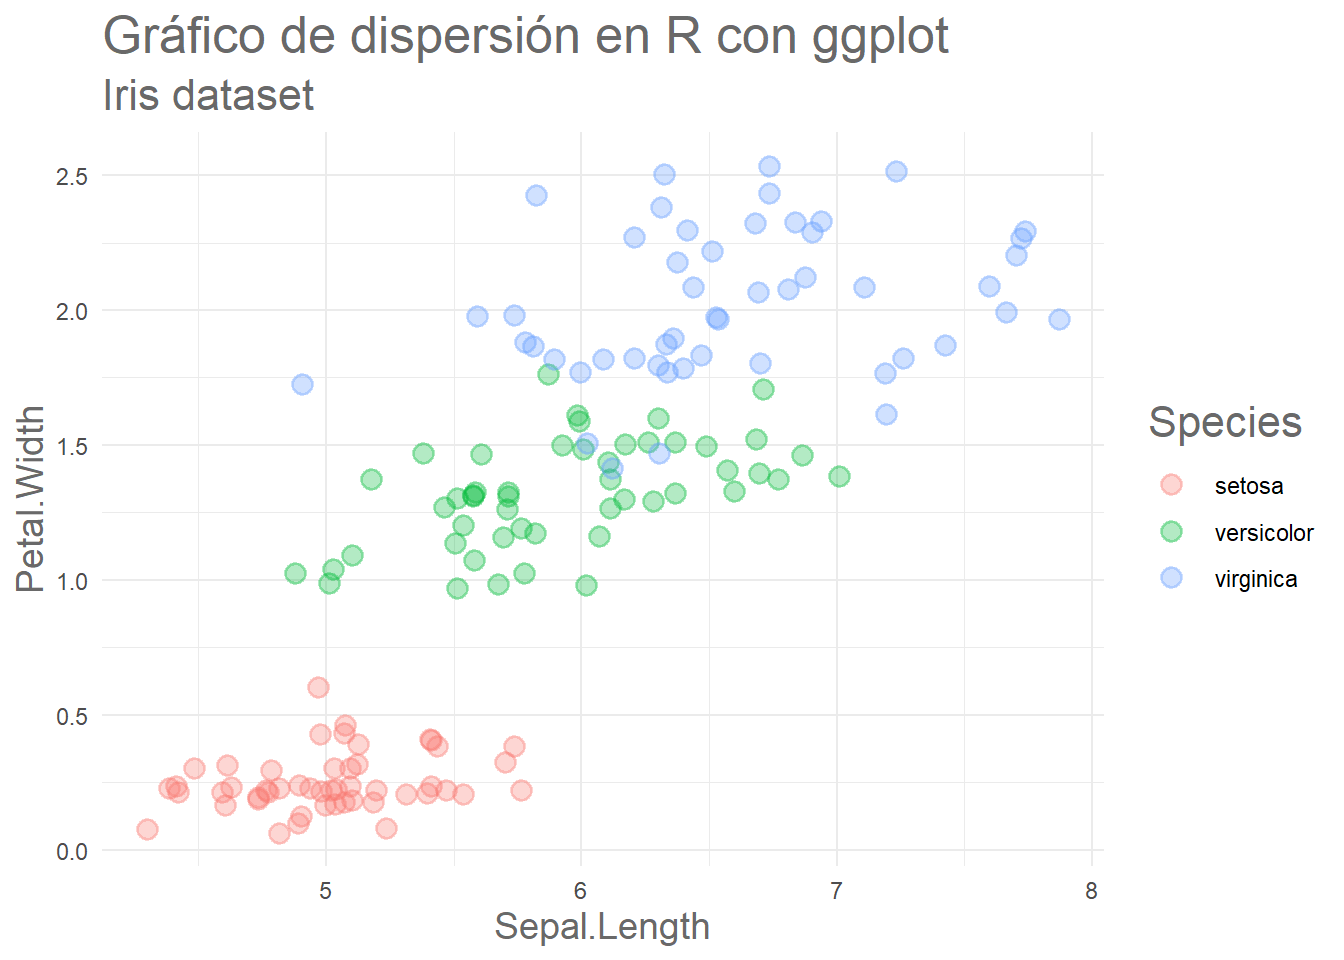 Gráfico de dispersión en R con ggplot
Iris dataset
2.5
2.0
1.5
1.0
0.5
0.0
Petal.Width
5
6
7
8
Sepal.Length
Species
setosa
versicolor
virginica